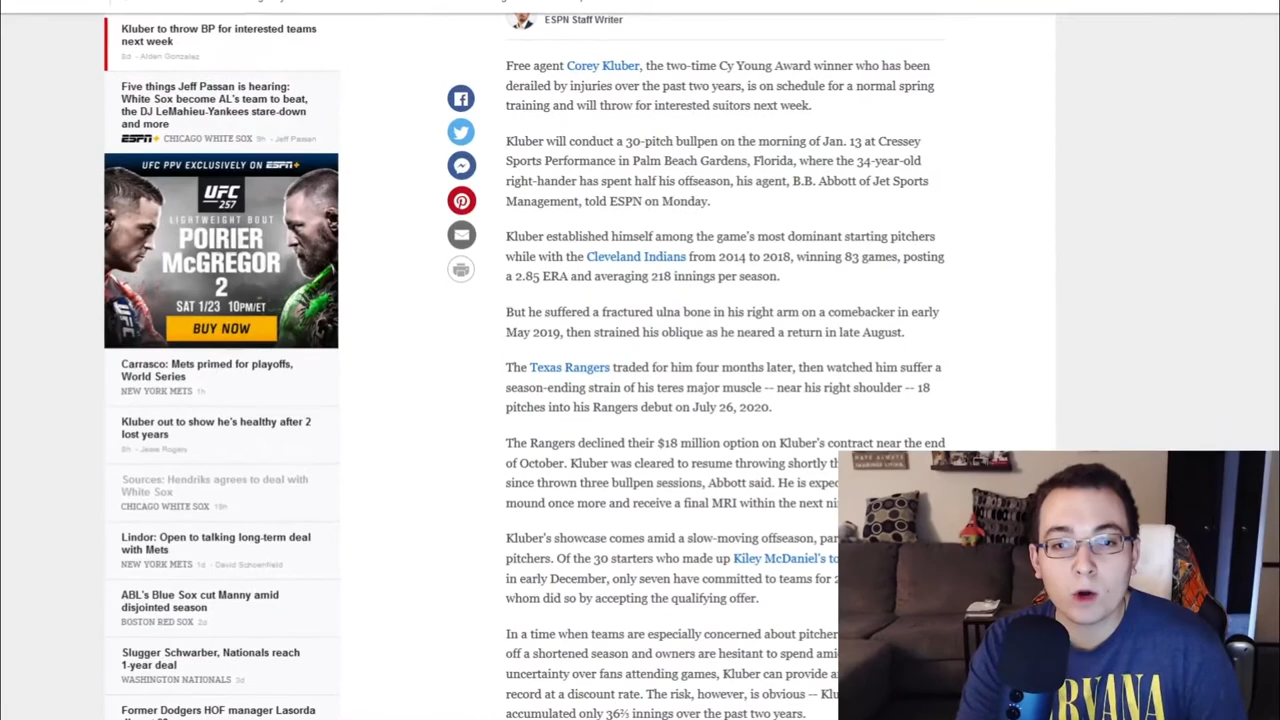 Kluber to throw BP for interested teams
next week
6d - Alden Gonzalez
Five things Jeff Passan is hearing:
White Sox become AL's team to beat,
the DJ LeMahieu-Yankees stare-down
and more
ESPN+ CHICAGO WHITE SOX 9h - Jeff Passan
UFC PPV EXCLUSIVELY ON ESPN+
UFC
257
LIGHTWEIGHT BOUT
POIRIER
McGREGOR
2
SAT 1/23 10PM/ET
BUY NOW
Carrasco: Mets primed for playoffs,
World Series
NEW YORK METS 1h
Kluber out to show he's healthy after 2
lost years
8h - Jesse Rogers
Sources: Hendriks agrees to deal with
White Sox
CHICAGO WHITE SOX 19h
Lindor: Open to talking long-term deal
with Mets
NEW YORK METS 1d - David Schoenfield
ABL's Blue Sox cut Manny amid
disjointed season
BOSTON RED SOX 2d
Slugger Schwarber, Nationals reach
1-year deal
WASHINGTON NATIONALS 3d
Former Dodgers HOF manager Lasorda
ESPN Staff Writer
Free agent Corey Kluber, the two-time Cy Young Award winner who has been
derailed by injuries over the past two years, is on schedule for a normal spring
training and will throw for interested suitors next week.
Kluber will conduct a 30-pitch bullpen on the morning of Jan. 13 at Cressey
Sports Performance in Palm Beach Gardens, Florida, where the 34-year-old
right-hander has spent half his offseason, his agent, B.B. Abbott of Jet Sports
Management, told ESPN on Monday.
Kluber established himself among the game's most dominant starting pitchers
while with the Cleveland Indians from 2014 to 2018, winning 83 games, posting
a 2.85 ERA and averaging 218 innings per season.
But he suffered a fractured ulna bone in his right arm on a comebacker in early
May 2019, then strained his oblique as he neared a return in late August.
The Texas Rangers traded for him four months later, then watched him suffer a
season-ending strain of his teres major muscle -- near his right shoulder -- 18
pitches into his Rangers debut on July 26, 2020.
The Rangers declined their $18 million option on Kluber's contract near the end
of October. Kluber was cleared to resume throwing shortly
since thrown three bullpen sessions, Abbott said. He is
mound once more and receive a final MRI within the next
Kluber's showcase comes amid a slow-moving offseason,
pitchers. Of the 30 starters who made up Kiley McDaniel's
in early December, only seven have committed to teams for
whom did so by accepting the qualifying offer.
In a time when teams are especially concerned about
off a shortened season and owners are hesitant to spend
uncertainty over fans attending games, Kluber can provide
record at a discount rate. The risk, however, is obvious --
accumulated only 36⅔ innings over the past two years.
NIRVANA